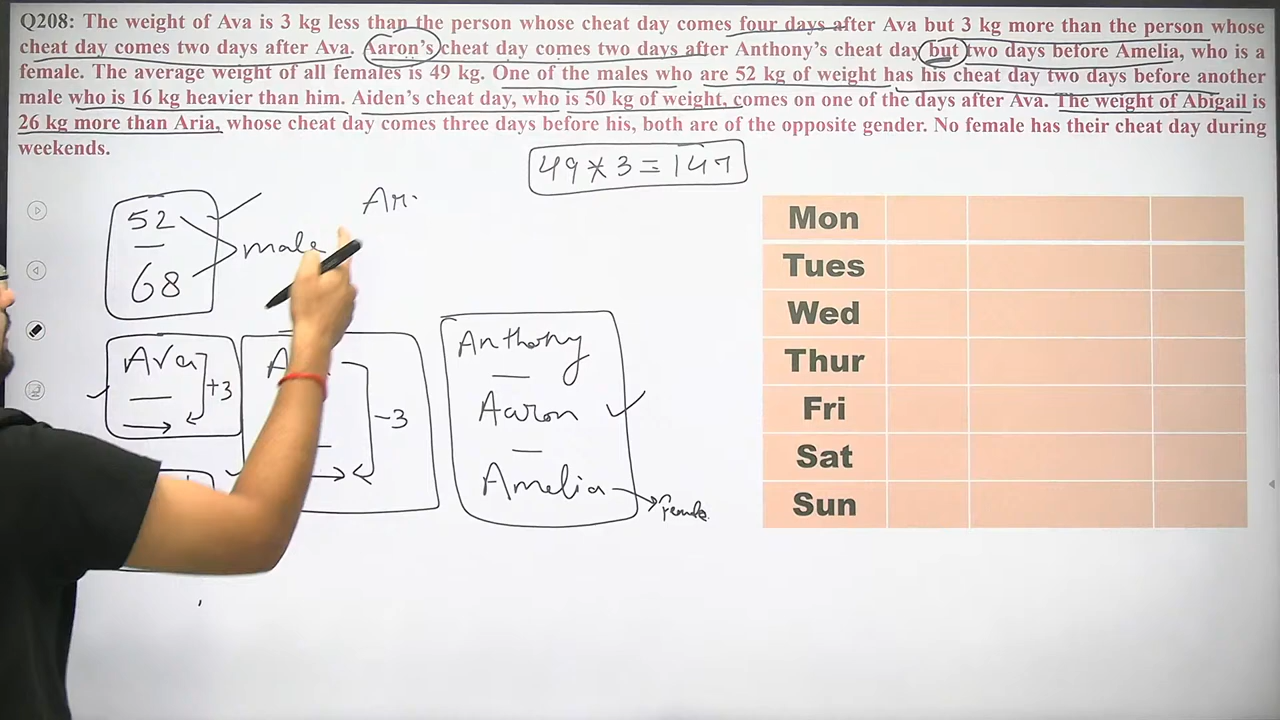 Q208: The weight of Ava is 3 kg less than the person whose cheat day comes four days after Ava but 3 kg more than the person whose
cheat day comes two days after Ava. Aaron's cheat day comes two days after Anthony's cheat day but two days before Amelia, who is a
female. The average weight of all females is 49 kg. One of the males who are 52 kg of weight has his cheat day two days before another
male who is 16 kg heavier than him. Aiden's cheat day, who is 50 kg of weight, comes on one of the days after Ava. The weight of Abigail is
26 kg more than Aria, whose cheat day comes three days before his, both are of the opposite gender. No female has their cheat day during
weekends.
49 * 3 = 147
52
68
male
Ar.
Ava
+3
-3
Anthony
Aaron
Amelia
female
Mon
Tues
Wed
Thur
Fri
Sat
Sun